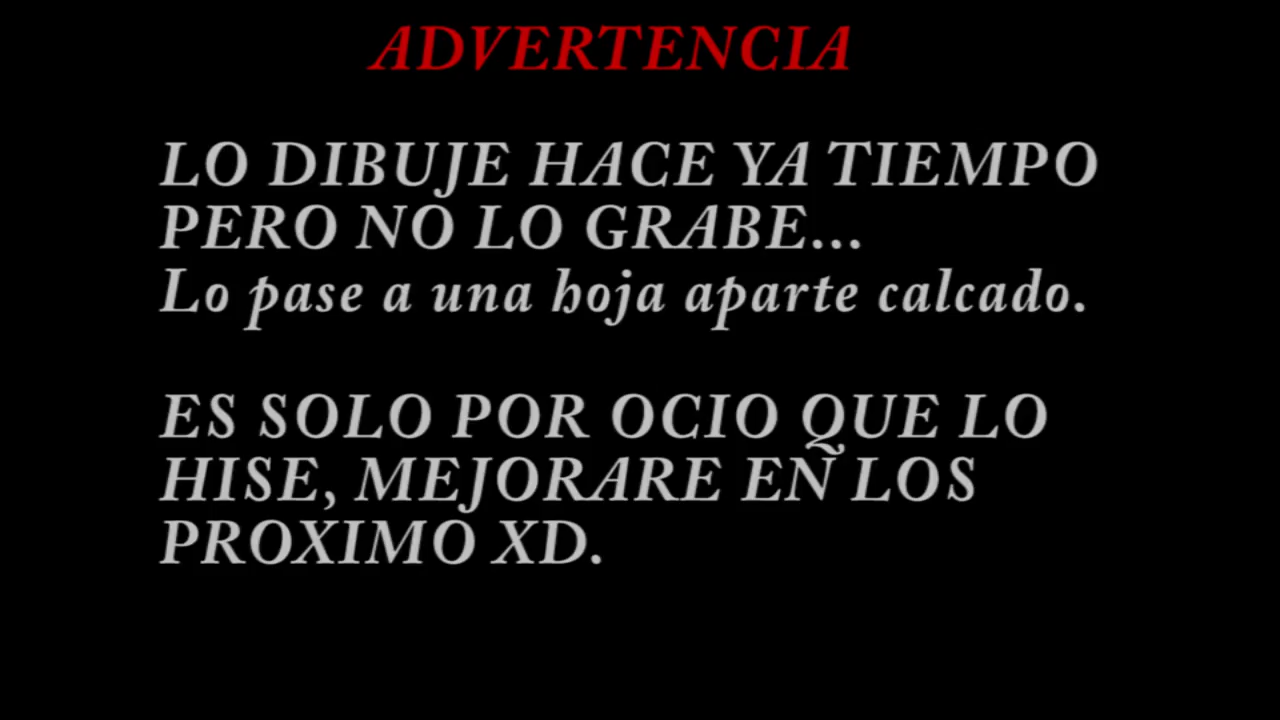 ADVERTENCIA
LO DIBUJE HACE YA TIEMPO
PERO NO LO GRABE...
Lo pase a una hoja aparte calcado.
ES SOLO POR OCIO QUE LO
HISE, MEJORARE EN LOS
PROXIMO XD.